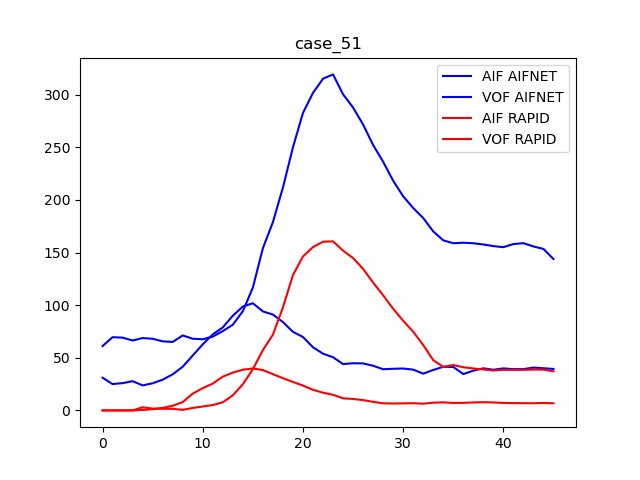 case_51
AIF AIFNET
VOF AIFNET
AIF RAPID
VOF RAPID
300
250
200
150
100
50
0
0 10 20 30 40